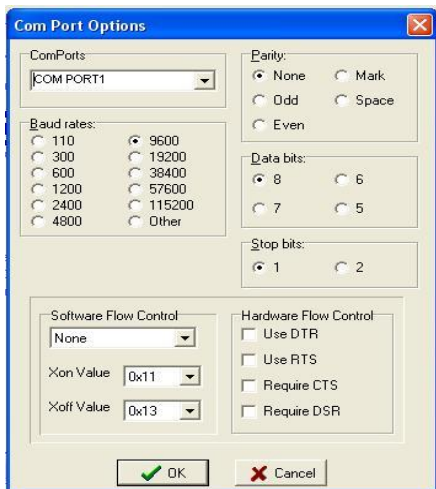 Com Port Options
ComPorts
COM PORT1
Baud rates:
110
9600
300
19200
600
38400
1200
57600
2400
115200
4800
Other
Parity:
None
Mark
Odd
Space
Even
Data bits:
8
6
7
5
Stop bits:
1
2
Software Flow Control
None
Xon Value
0x11
Xoff Value
0x13
Hardware Flow Control
Use DTR
Use RTS
Require CTS
Require DSR
OK
Cancel